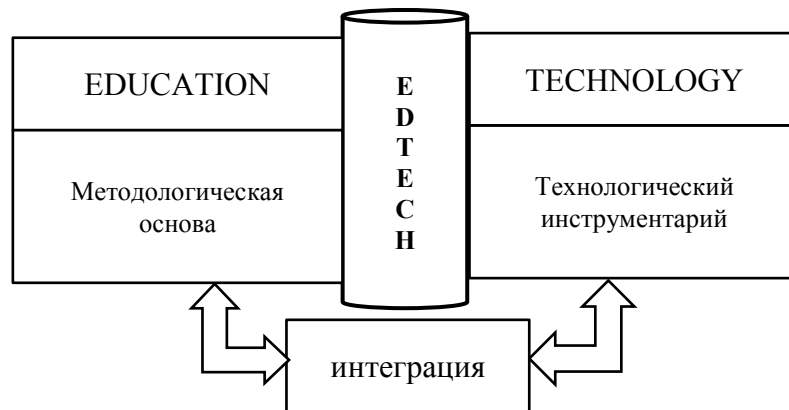 EDUCATION
Методологическая
основа
E
D
T
E
C
H
TECHNOLOGY
Технологический
инструментарий
интеграция